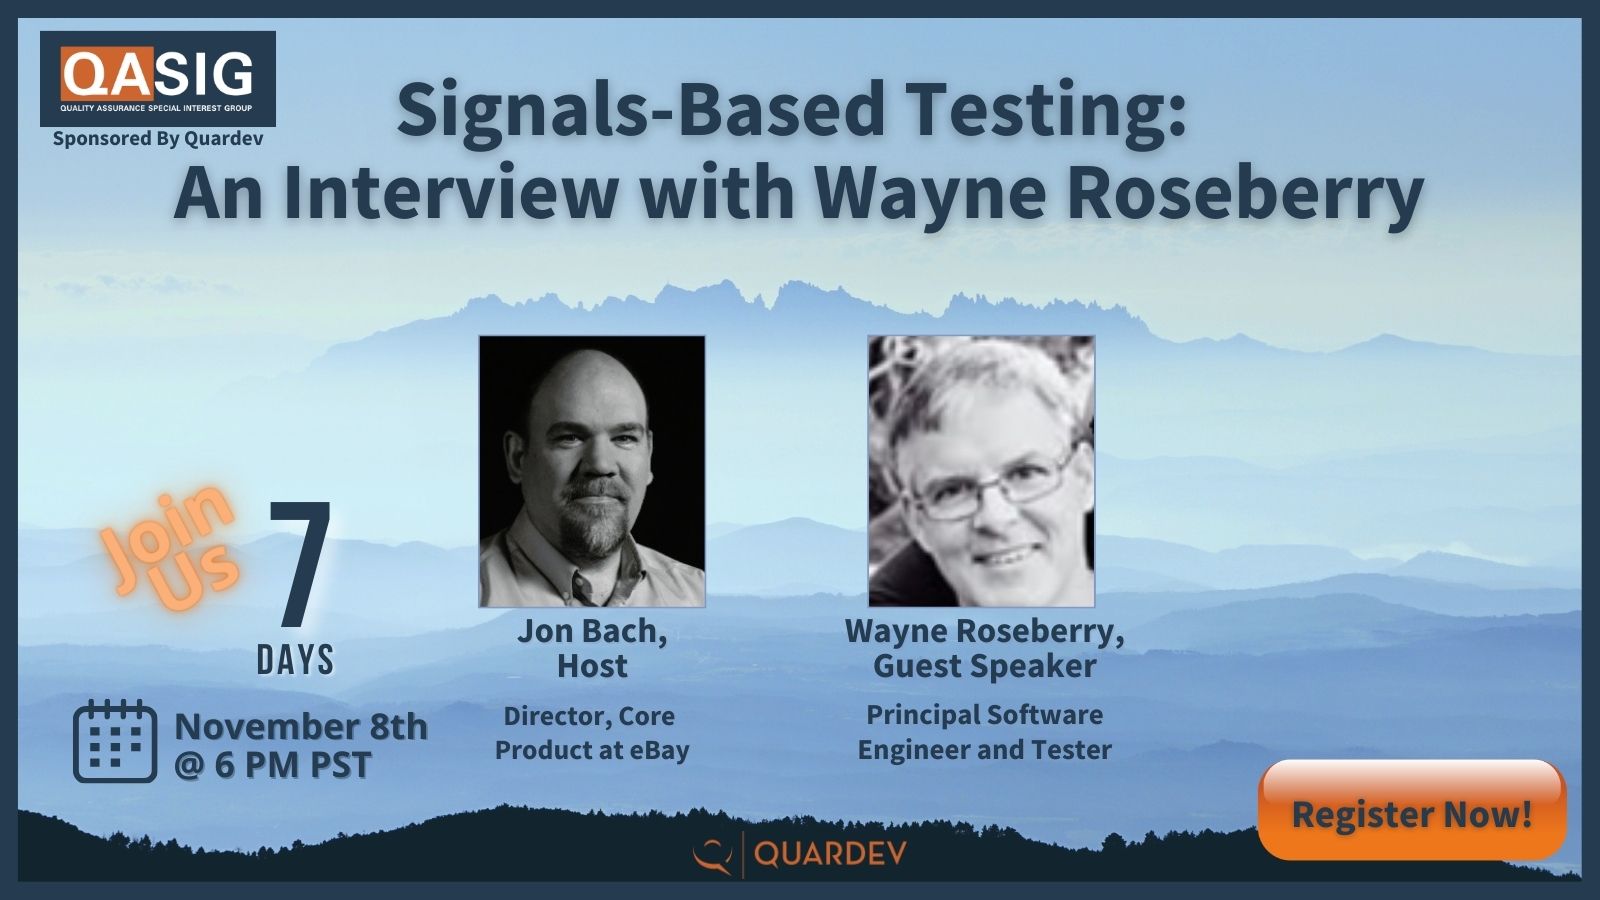 QASIG
QUALITY ASSURANCE SPECIAL INTEREST GROUP
Sponsored By Quardev
Signals-Based Testing:
An Interview with Wayne Roseberry
Join
Us
7
DAYS
November 8th
@ 6 PM PST
Jon Bach,
Host
Director, Core
Product at eBay
Wayne Roseberry,
Guest Speaker
Principal Software
Engineer and Tester
Register Now!
QUARDEV